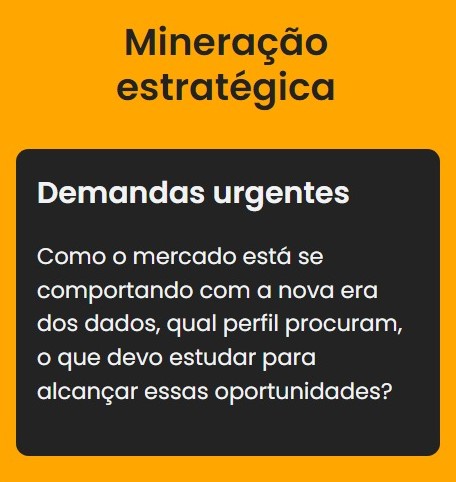 Mineração
estratégica
Demandas urgentes
Como o mercado está se
comportando com a nova era
dos dados, qual perfil procuram,
o que devo estudar para
alcançar essas oportunidades?